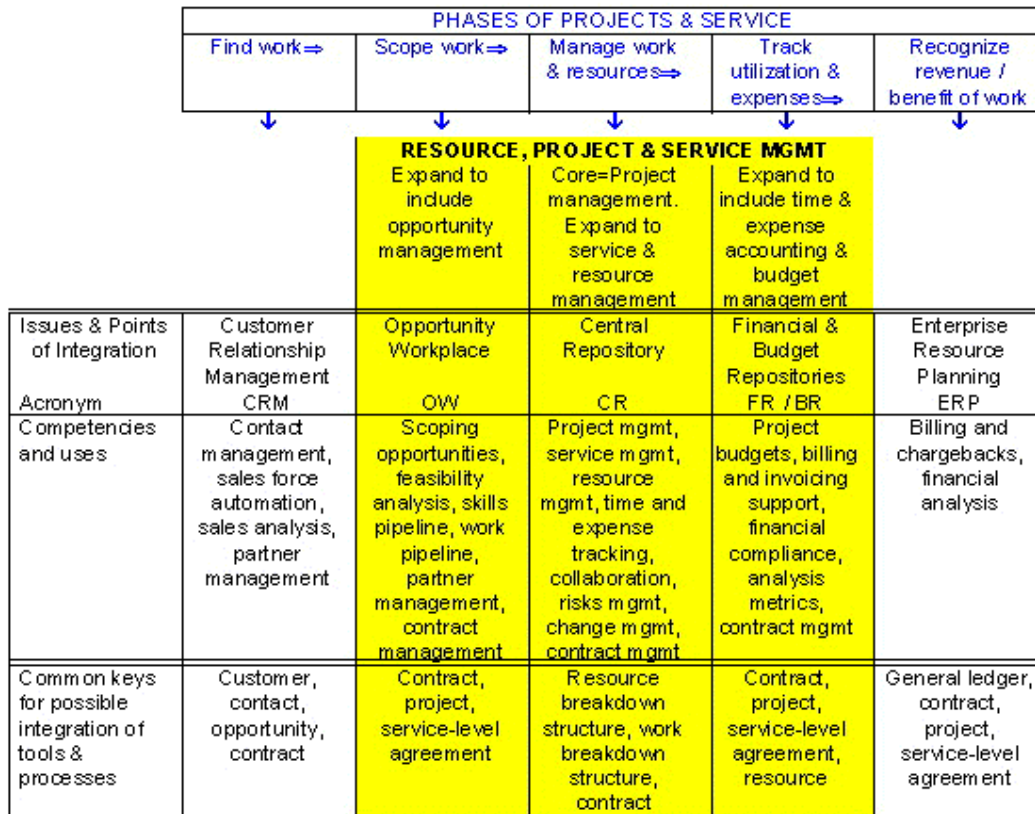 PHASES OF PROJECTS & SERVICE
Find work⇒
Scope work⇒
Manage work
& resources⇒
Track
utilization &
expenses⇒
Recognize
revenue /
benefit of work
RESOURCE, PROJECT & SERVICE MGMT
Expand to
include
opportunity
management
Core=Project
management.
Expand to
service &
resource
management
Expand to
include time &
expense
accounting &
budget
management
Issues & Points
of Integration
Customer
Relationship
Management
Opportunity
Workplace
Central
Repository
Financial &
Budget
Repositories
Enterprise
Resource
Planning
Acronym
CRM
OW
CR
FR / BR
ERP
Competencies
and uses
Contact
management,
sales force
automation,
sales analysis,
partner
management
Scoping
opportunities,
feasibility
analysis, skills
pipeline, work
pipeline,
partner
management,
contract
management
Project mgmt,
service mgmt,
resource
mgmt, time and
expense
tracking,
collaboration,
risks mgmt,
change mgmt,
contract mgmt
Project
budgets, billing
and invoicing
support,
financial
compliance,
analysis
metrics,
contract mgmt
Billing and
chargebacks,
financial
analysis
Common keys
for possible
integration of
tools &
processes
Customer,
contact,
opportunity,
contract
Contract,
project,
service-level
agreement
Resource
breakdown
structure, work
breakdown
structure,
contract
Contract,
project,
service-level
agreement,
resource
General ledger,
contract,
project,
service-level
agreement